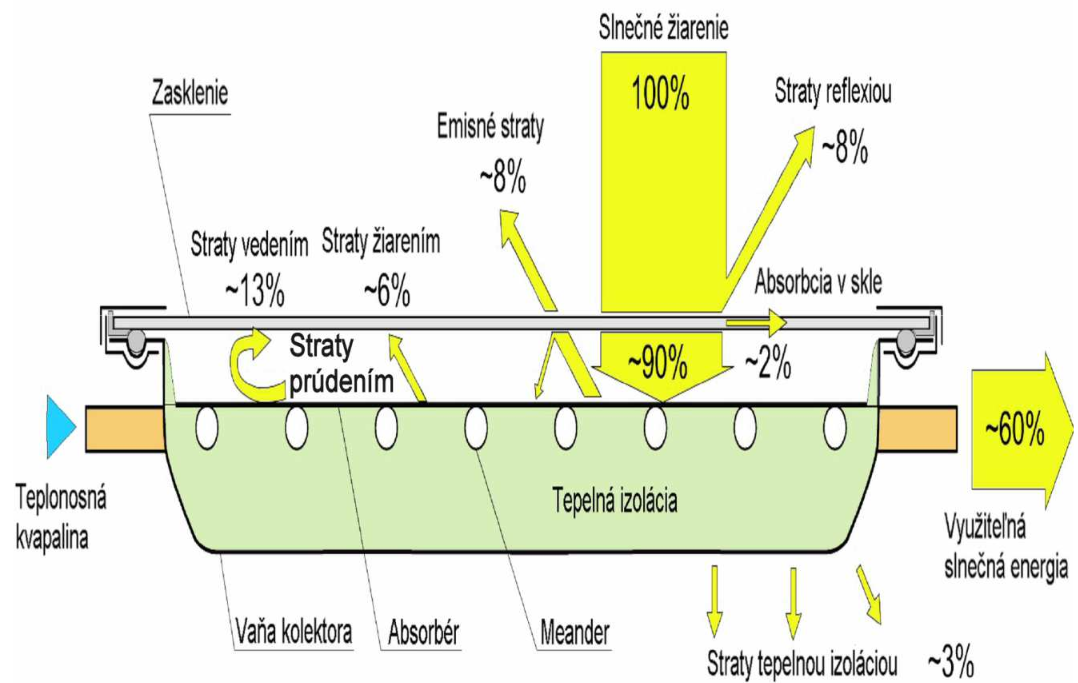 Slnečné žiarenie
100%
Zasklenie
Straty reflexiou
~8%
Emisné straty
~8%
Straty vedením
~13%
Straty žiarením
~6%
Absorbcia v skle
~2%
Straty
prúdením
~90%
~60%
Teplonosná
kvapalina
Tepelná izolácia
Využiteľná
slnečná energia
Vaňa kolektora
Absorbér
Meander
Straty tepelnou izoláciou ~3%